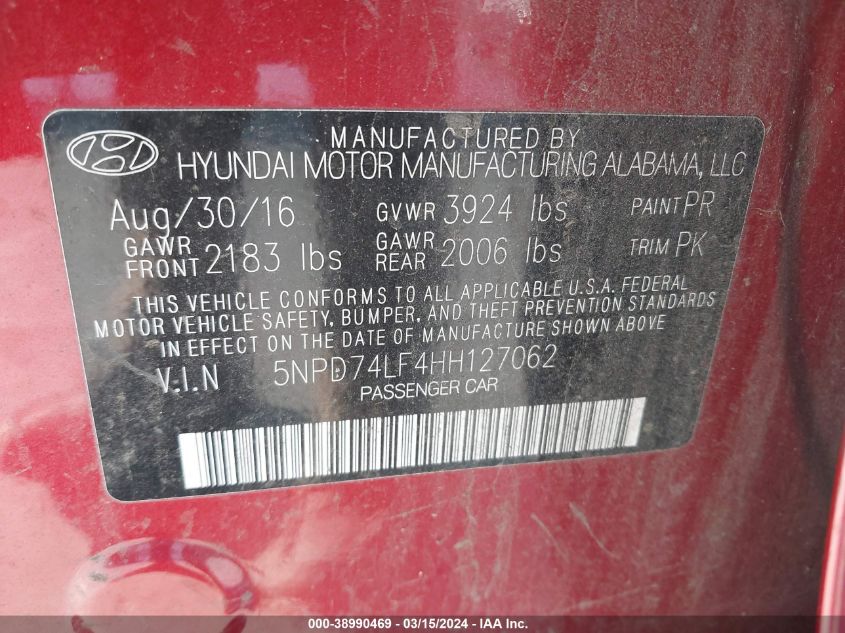 MANUFACTURED BY
HYUNDAI MOTOR MANUFACTURING ALABAMA, LLC
Aug/30/16 GVWR 3924 lbs PAINT PR
GAWR FRONT 2183 lbs GAWR REAR 2006 lbs TRIM PK
THIS VEHICLE CONFORMS TO ALL APPLICABLE U.S.A. FEDERAL
MOTOR VEHICLE SAFETY, BUMPER, AND THEFT PREVENTION STANDARDS
IN EFFECT ON THE DATE OF MANUFACTURE SHOWN ABOVE
V.I.N 5NPD74LF4HH127062
PASSENGER CAR
000-38990469 - 03/15/2024 - IAA Inc.